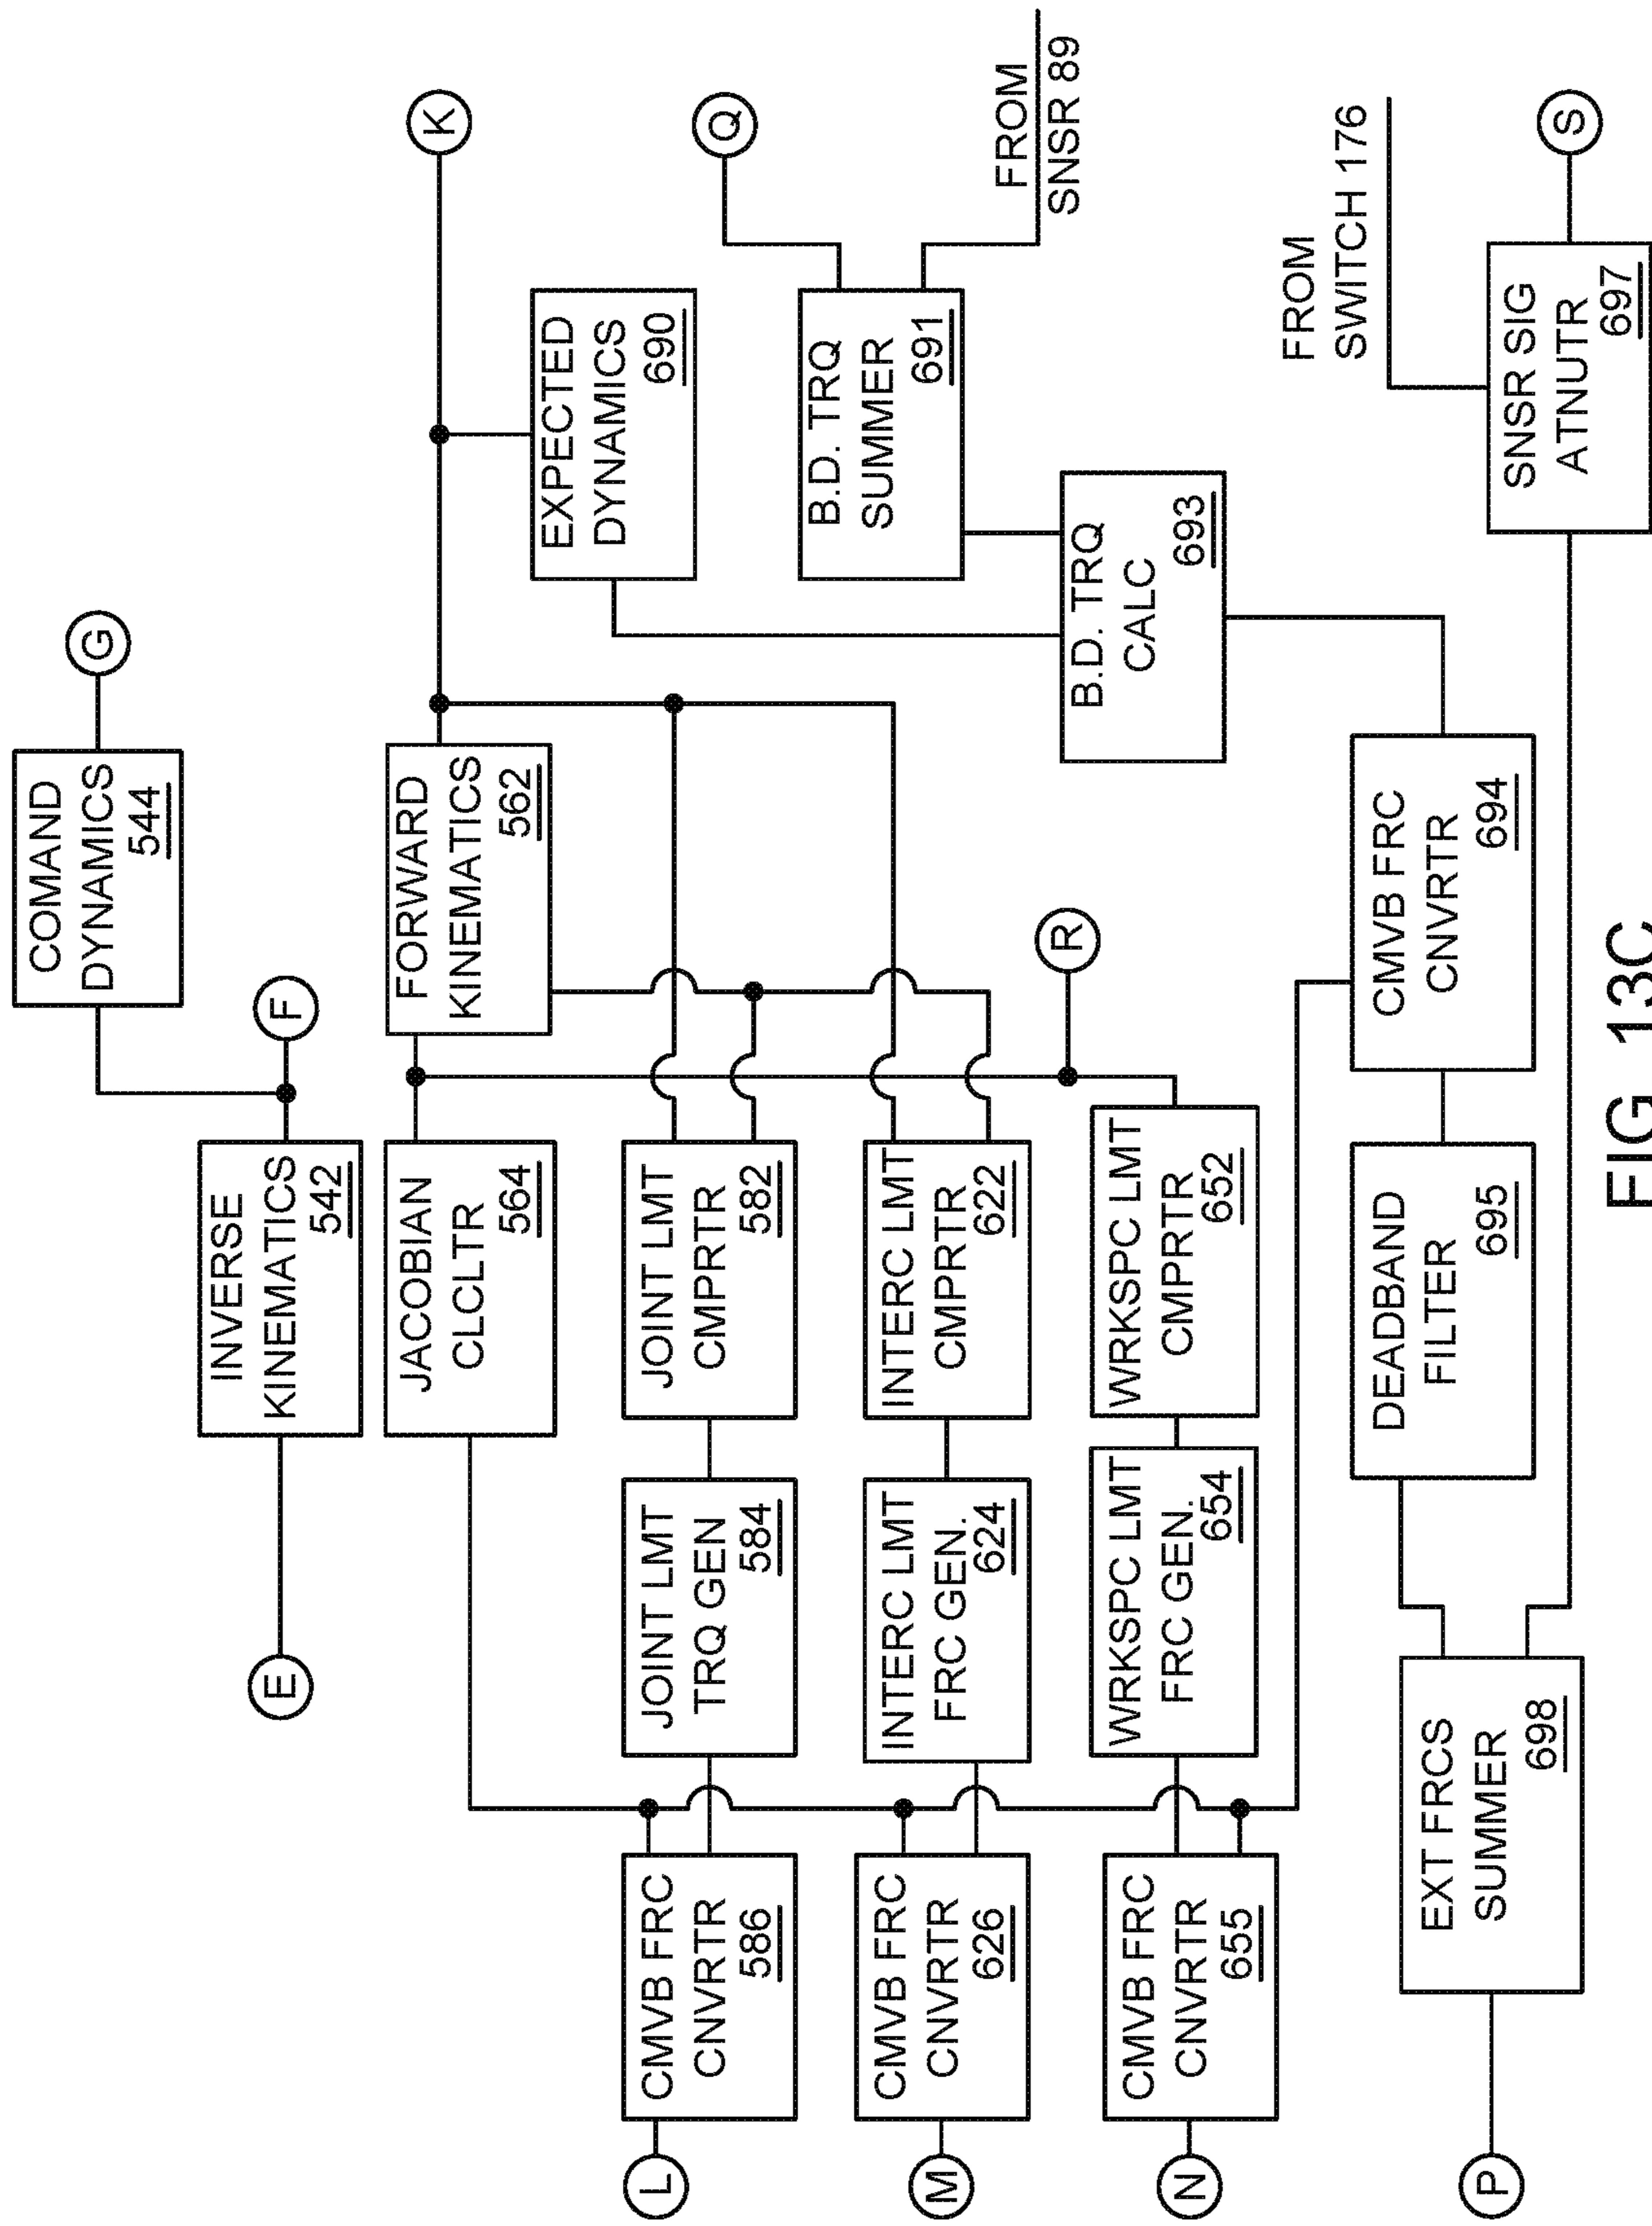 COMAND
DYNAMICS
544
G
INVERSE
KINEMATICS
542
E
F
JACOBIAN
CLCLTR
564
FORWARD
KINEMATICS
562
K
EXPECTED
DYNAMICS
690
L
CMVB FRC
CNVRTR
586
JOINT LMT
TRQ GEN
584
JOINT LMT
CMPRTR
582
Q
B.D. TRQ
SUMMER
691
FROM
SNSR 89
M
CMVB FRC
CNVRTR
626
INTERC LMT
FRC GEN.
624
INTERC LMT
CMPRTR
622
R
B.D. TRQ
CALC
693
N
CMVB FRC
CNVRTR
655
WRKSPC LMT
FRC GEN.
654
WRKSPC LMT
CMPRTR
652
FROM
SWITCH 176
P
EXT FRCS
SUMMER
698
DEADBAND
FILTER
695
CMVB FRC
CNVRTR
694
SNSR SIG
ATNUTR
697
S
FIG 13C